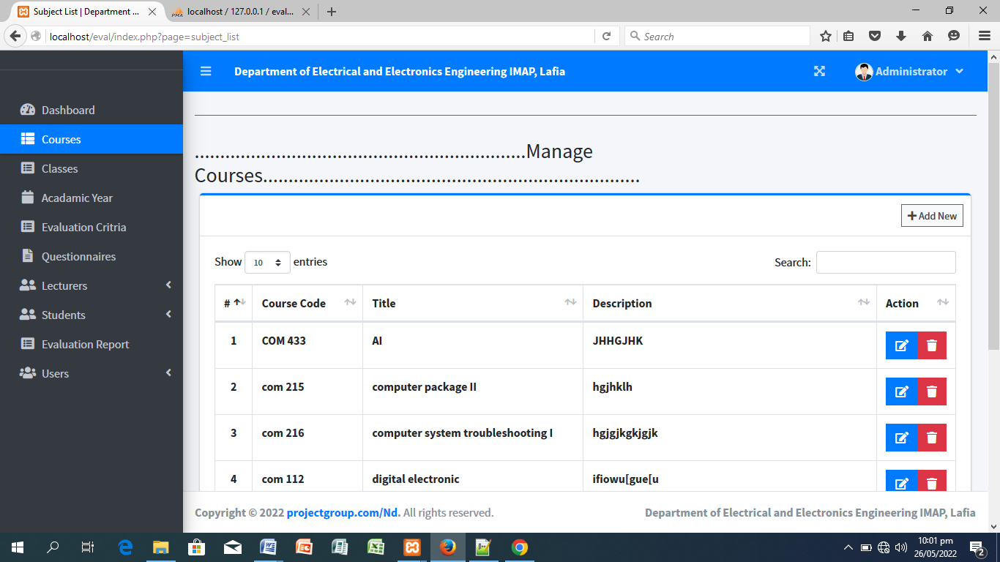 Subject List | Department ...
localhost / 127.0.0.1 / eval...
localhost/eval/index.php?page=subject_list
Search
Department of Electrical and Electronics Engineering IMAP, Lafia
Administrator
Dashboard
Courses
Classes
Acadamic Year
Evaluation Critria
Questionnaires
Lecturers
Students
Evaluation Report
Users
.................................................................Manage
Courses..........................................................................
Add New
Show 10 entries
Search:
# Course Code Title Description Action
1 COM 433 AI JHHGJHK
2 com 215 computer package II hgjhklh
3 com 216 computer system troubleshooting I hgjgjkgkjgjk
4 com 112 digital electronic ifiowu[gue[u
Copyright © 2022 projectgroup.com/Nd. All rights reserved.
Department of Electrical and Electronics Engineering IMAP, Lafia
10:01 pm
26/05/2022
2